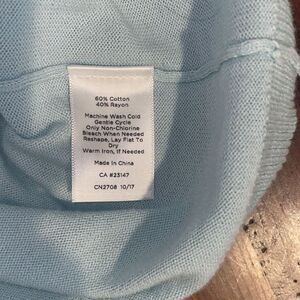 60% Cotton
40% Rayon
Machine Wash Cold
Gentle Cycle
Only Non-Chlorine
Bleach When Needed
Reshape, Lay Flat To
Dry
Warm Iron, If Needed
Made In China
CA #23147
CN2708 10/17